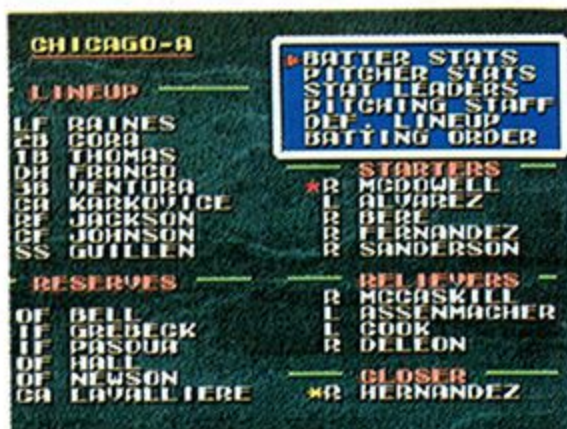 CHICAGO-A
LINEUP
LF RAINES
2B CORA
1B THOMAS
DH FRANCO
3B VENTURA
CA KARKOVICE
RF JACKSON
CF JOHNSON
SS GUILLEN
RESERVES
OF BELL
IF GREBECK
IF PASQUA
OF HALL
OF NEWSON
CA LAVALLIERE
BATTER STATS
PITCHER STATS
STAT LEADERS
PITCHING STAFF
DEF. LINEUP
BATTING ORDER
STARTERS
*R MCDOWELL
L ALVAREZ
R BERE
R FERNANDEZ
R SANDERSON
RELIEVERS
R MCCASKILL
L ASSENMACHER
L COOK
R DELEON
CLOSER
*R HERNANDEZ